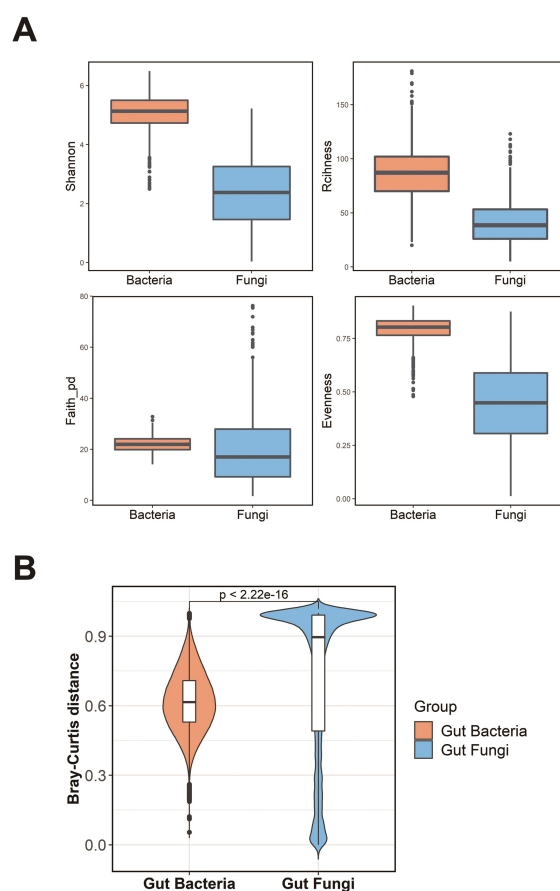 A
Shannon
6
4
2
0
Bacteria
Fungi
Rcihness
150
100
50
0
Bacteria
Fungi
Faith_pd
80
60
40
20
0
Bacteria
Fungi
Evenness
0.75
0.50
0.25
0.00
Bacteria
Fungi
B
p < 2.22e-16
Bray-Curtis distance
0.9
0.6
0.3
0.0
Gut Bacteria
Gut Fungi
Group
Gut Bacteria
Gut Fungi